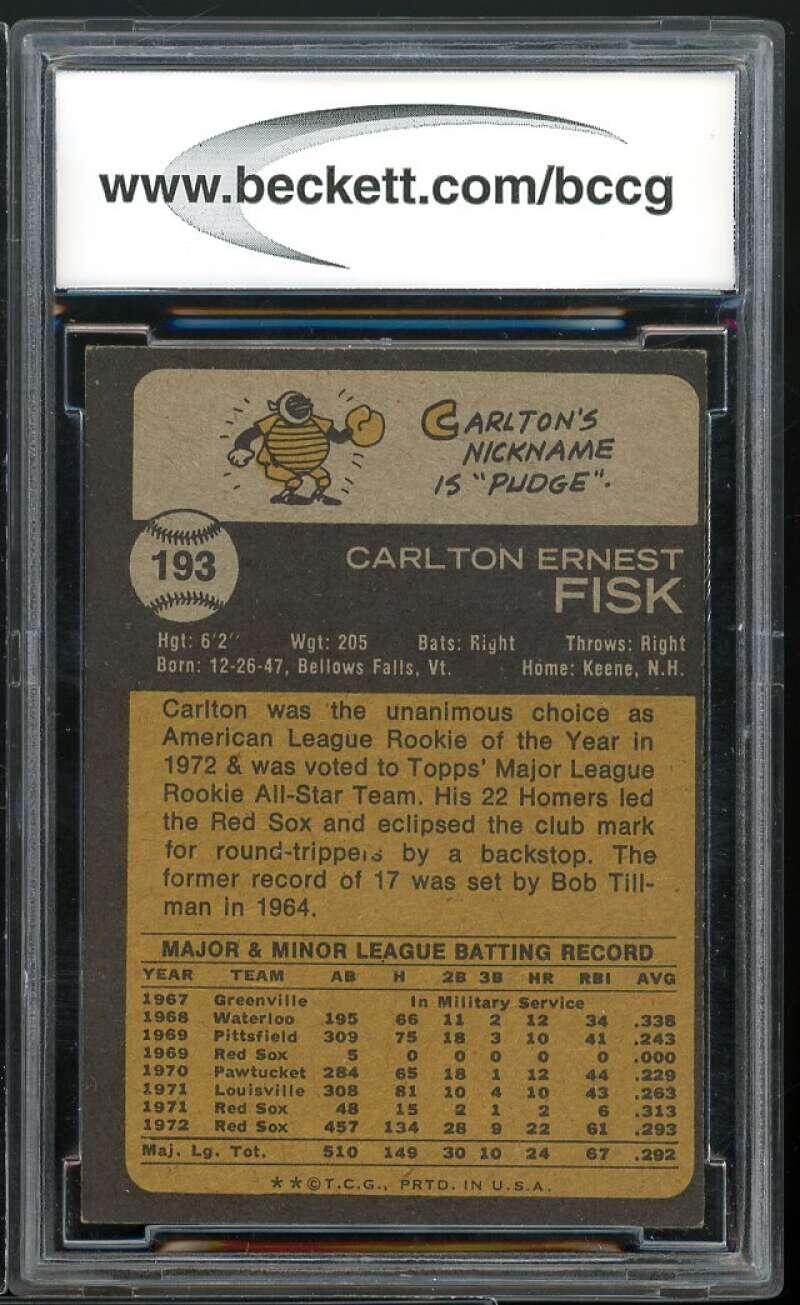 www.beckett.com/bccg
CARLTON'S
NICKNAME
IS "PUDGE".
193
CARLTON ERNEST
FISK
Hgt: 6'2" Wgt: 205 Bats: Right Throws: Right
Born: 12-26-47, Bellows Falls, Vt. Home: Keene, N.H.
Carlton was the unanimous choice as
American League Rookie of the Year in
1972 & was voted to Topps' Major League
Rookie All-Star Team. His 22 Homers led
the Red Sox and eclipsed the club mark
for round-trippers by a backstop. The
former record of 17 was set by Bob Till-
man in 1964.
MAJOR & MINOR LEAGUE BATTING RECORD
YEAR TEAM AB H 2B 3B HR RBI AVG
1967 Greenville In Military Service
1968 Waterloo 195 66 11 2 12 34 .338
1969 Pittsfield 309 75 18 3 10 41 .243
1969 Red Sox 5 0 0 0 0 0 .000
1970 Pawtucket 284 65 18 1 12 44 .229
1971 Louisville 308 81 10 4 10 43 .263
1971 Red Sox 48 15 2 1 2 6 .313
1972 Red Sox 457 134 28 9 22 61 .293
Maj. Lg. Tot. 510 149 30 10 24 67 .292
**©T.C.G., PRTD. IN U.S.A.